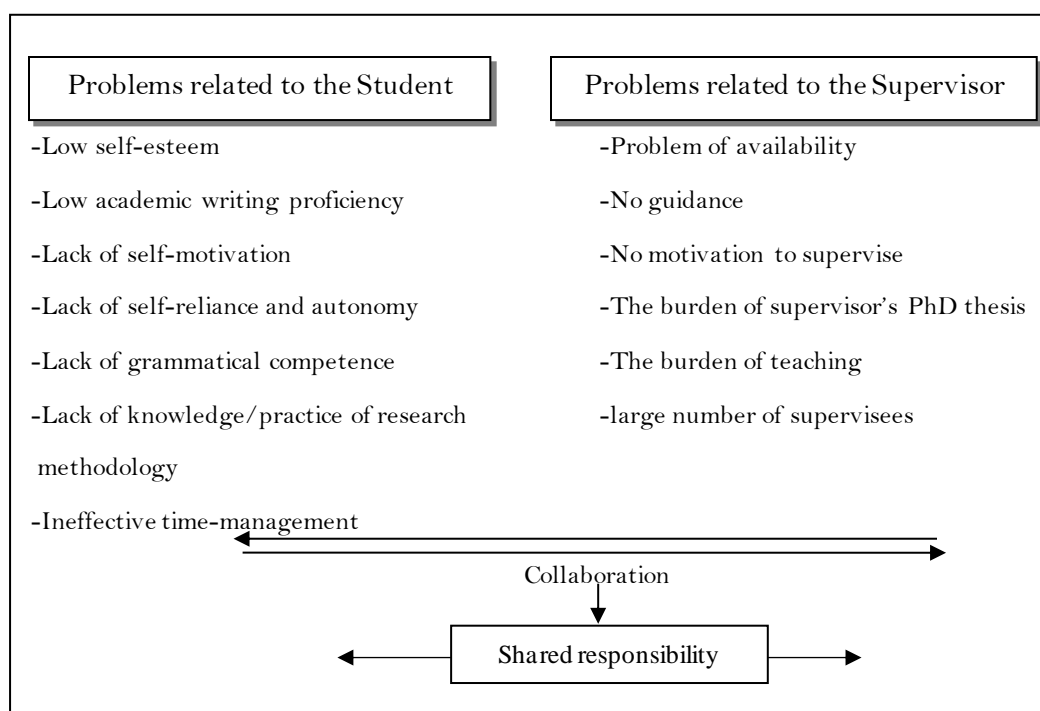 Problems related to the Student
-Low self-esteem
-Low academic writing proficiency
-Lack of self-motivation
-Lack of self-reliance and autonomy
-Lack of grammatical competence
-Lack of knowledge/practice of research
methodology
-Ineffective time-management
Problems related to the Supervisor
-Problem of availability
-No guidance
-No motivation to supervise
-The burden of supervisor’s PhD thesis
-The burden of teaching
-large number of supervisees
Collaboration
Shared responsibility